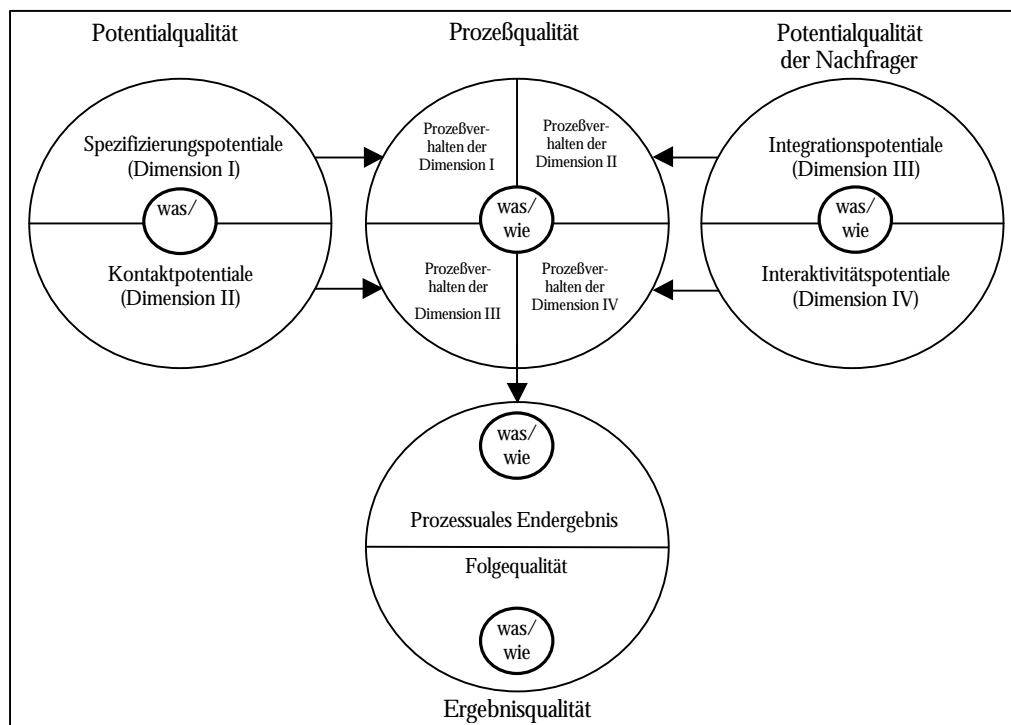 Potentialqualität
Prozeßqualität
Potentialqualität
der Nachfrager
Spezifizierungspotentiale
(Dimension I)
was/
Kontaktpotentiale
(Dimension II)
Prozeßver-
halten der
Dimension I
Prozeßver-
halten der
Dimension II
was/
wie
Prozeßver-
halten der
Dimension III
Prozeßver-
halten der
Dimension IV
Integrationspotentiale
(Dimension III)
was/
wie
Interaktivitätspotentiale
(Dimension IV)
was/
wie
Prozessuales Endergebnis
Folgequalität
was/
wie
Ergebnisqualität